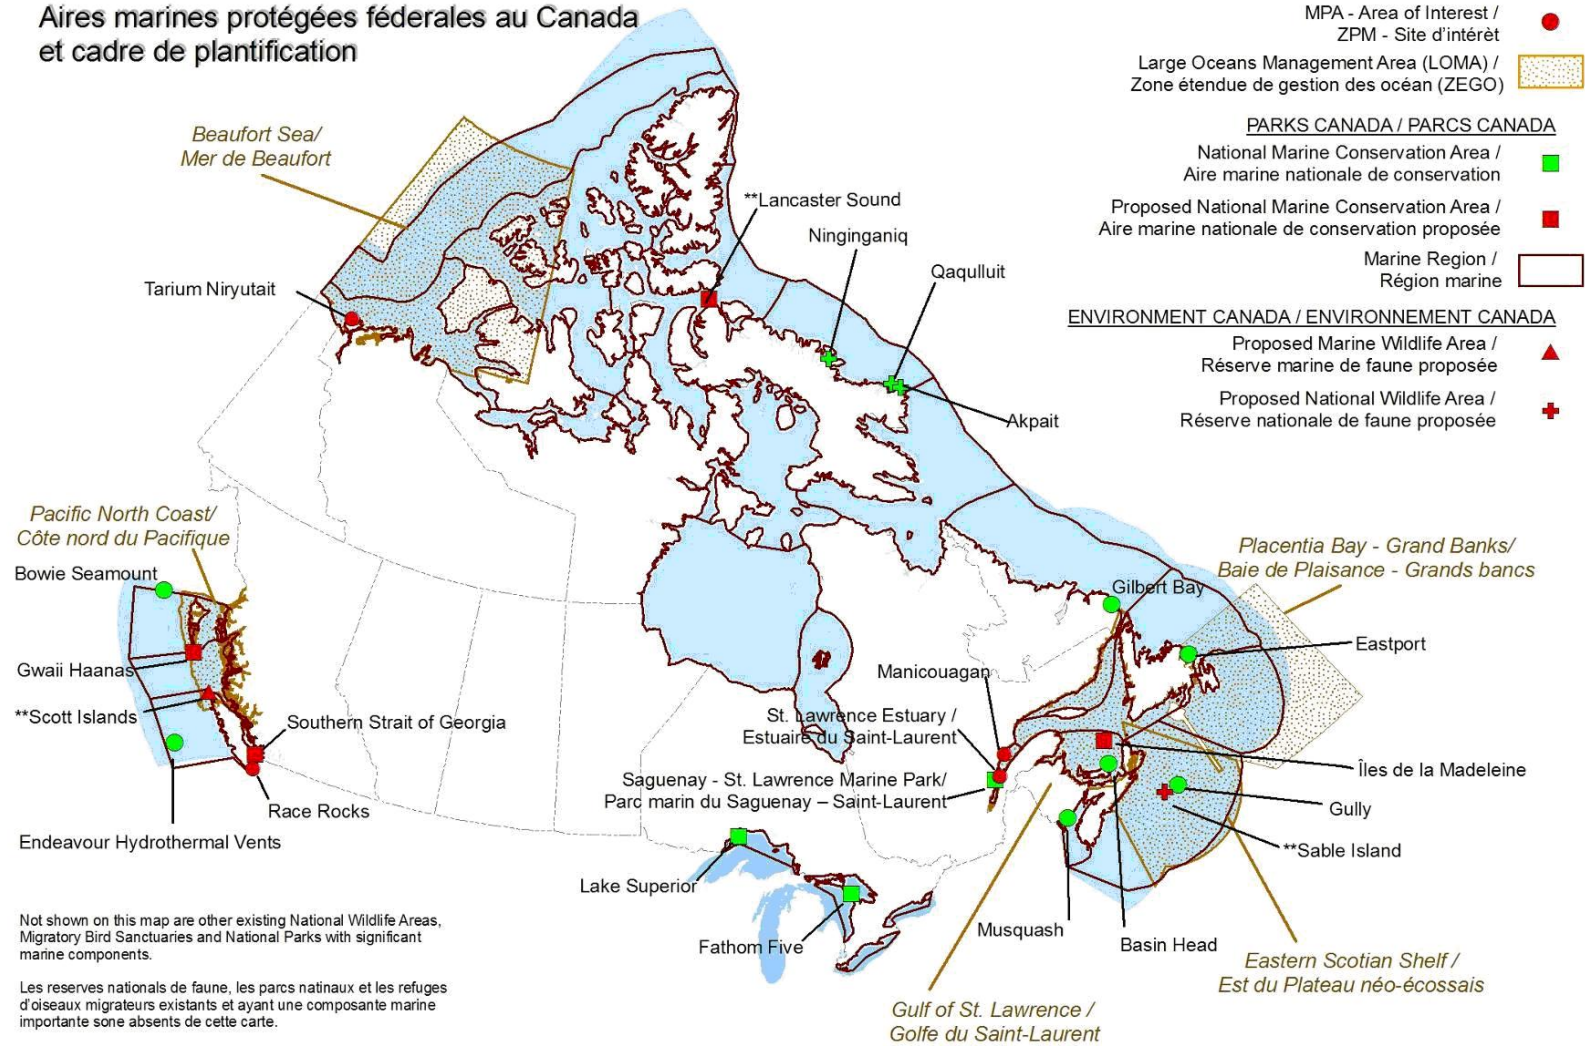 Aires marines protégées féderales au Canada
et cadre de plantification
MPA - Area of Interest /
ZPM - Site d'intérèt
Large Oceans Management Area (LOMA) /
Zone étendue de gestion des océan (ZEGO)
PARKS CANADA / PARCS CANADA
National Marine Conservation Area /
Aire marine nationale de conservation
Proposed National Marine Conservation Area /
Aire marine nationale de conservation proposée
Marine Region /
Région marine
ENVIRONMENT CANADA / ENVIRONNEMENT CANADA
Proposed Marine Wildlife Area /
Réserve marine de faune proposée
Proposed National Wildlife Area /
Réserve nationale de faune proposée
Beaufort Sea/
Mer de Beaufort
**Lancaster Sound
Ninginganiq
Qaqulluit
Tarium Niryutait
Akpait
Pacific North Coast/
Côte nord du Pacifique
Bowie Seamount
Gwaii Haanas
**Scott Islands
Southern Strait of Georgia
Race Rocks
Endeavour Hydrothermal Vents
Placentia Bay - Grand Banks/
Baie de Plaisance - Grands bancs
Gilbert Bay
Eastport
Manicouagan
St. Lawrence Estuary /
Estuaire du Saint-Laurent
Saguenay - St. Lawrence Marine Park/
Parc marin du Saguenay – Saint-Laurent
Îles de la Madeleine
Gully
**Sable Island
Lake Superior
Fathom Five
Musquash
Basin Head
Eastern Scotian Shelf /
Est du Plateau néo-écossais
Gulf of St. Lawrence /
Golfe du Saint-Laurent
Not shown on this map are other existing National Wildlife Areas,
Migratory Bird Sanctuaries and National Parks with significant
marine components.
Les reserves nationals de faune, les parcs natinaux et les refuges
d'oiseaux migrateurs existants et ayant une composante marine
importante sone absents de cette carte.